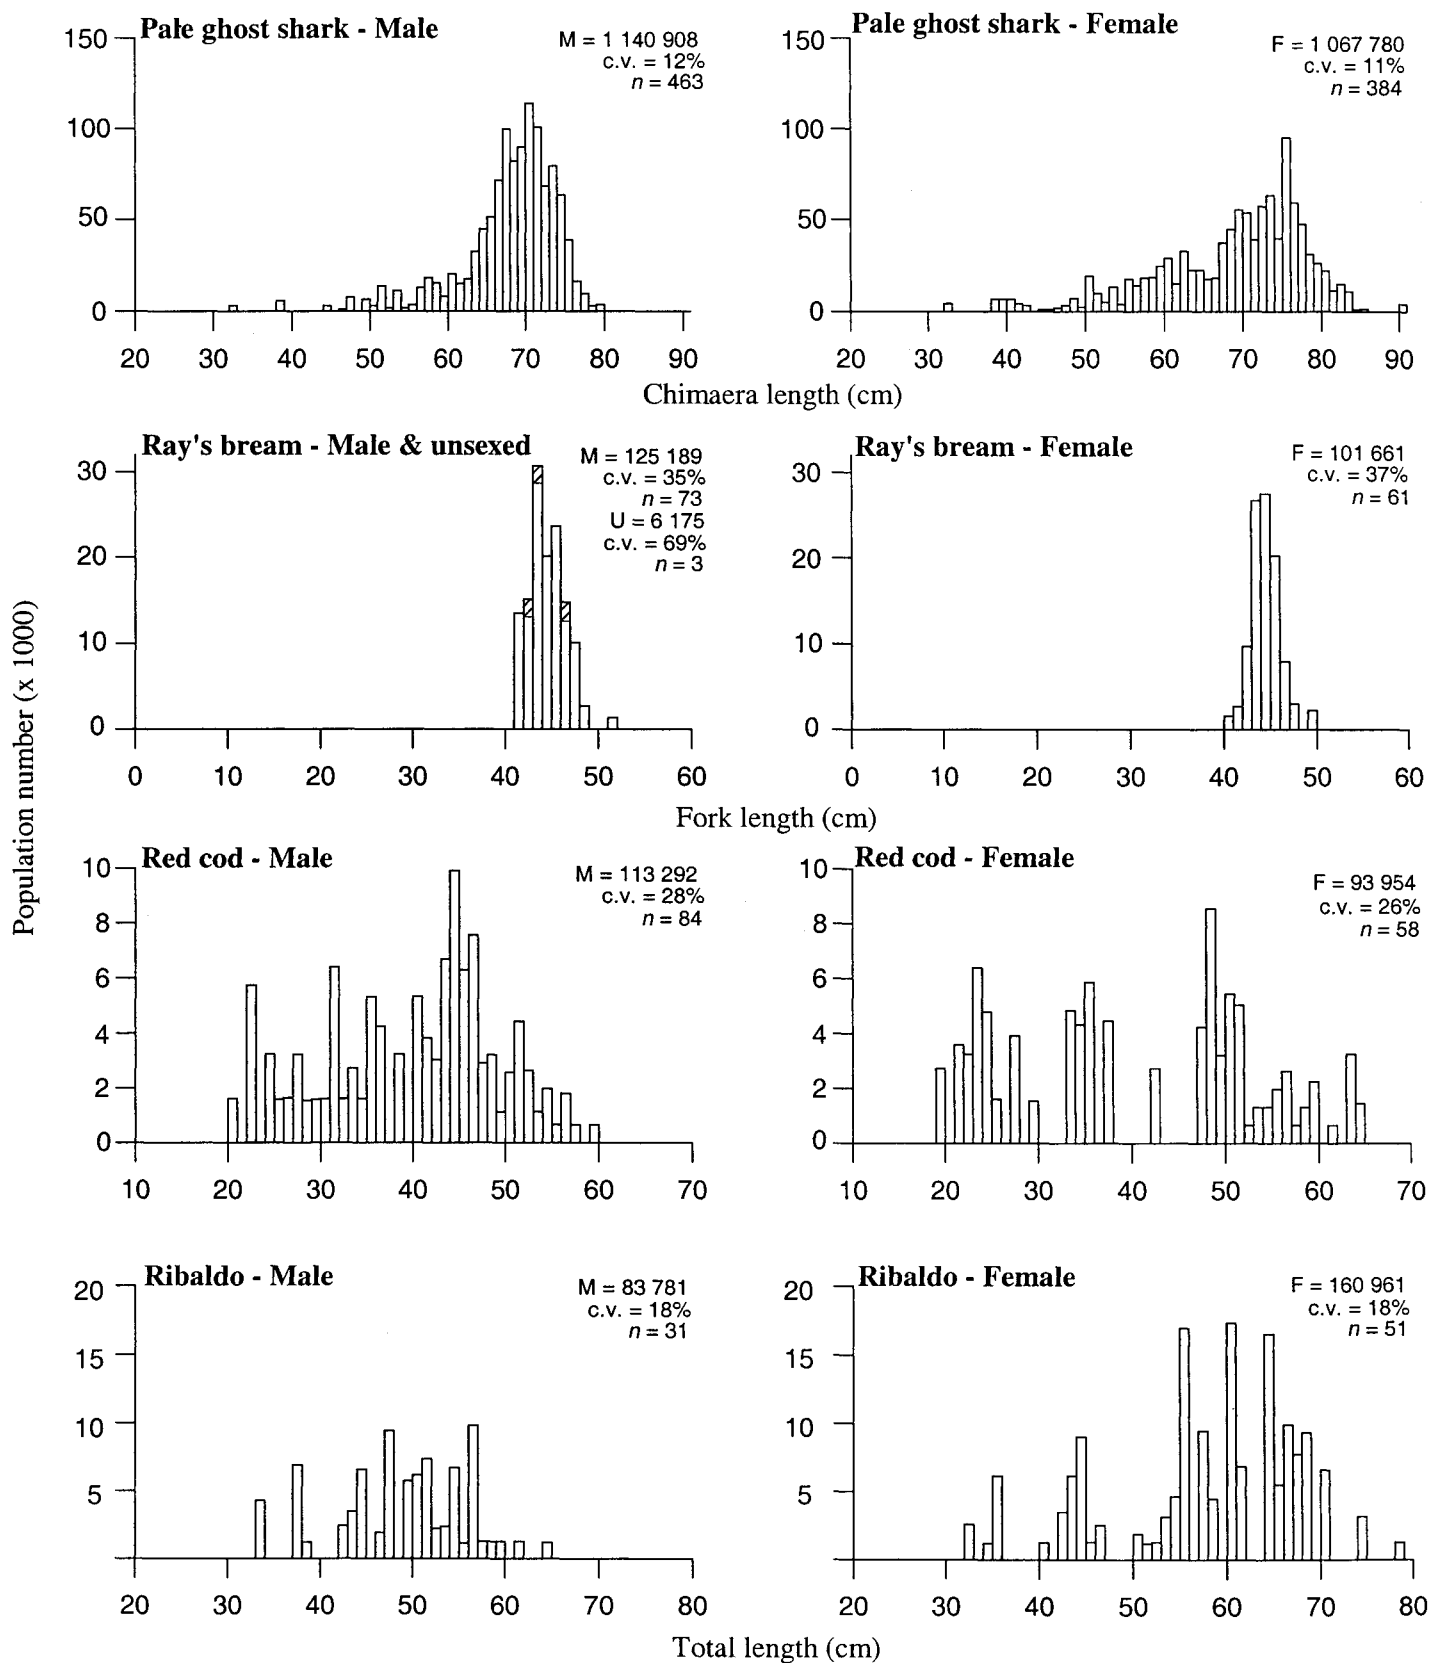 Population number (x 1000)
Pale ghost shark - Male
M = 1 140 908
c.v. = 12%
n = 463
150
100
50
0
20 30 40 50 60 70 80 90
Pale ghost shark - Female
F = 1 067 780
c.v. = 11%
n = 384
150
100
50
0
20 30 40 50 60 70 80 90
Chimaera length (cm)
Ray's bream - Male & unsexed
M = 125 189
c.v. = 35%
n = 73
U = 6 175
c.v. = 69%
n = 3
30
20
10
0
0 10 20 30 40 50 60
Ray's bream - Female
F = 101 661
c.v. = 37%
n = 61
30
20
10
0
0 10 20 30 40 50 60
Fork length (cm)
Red cod - Male
M = 113 292
c.v. = 28%
n = 84
10
8
6
4
2
0
10 20 30 40 50 60 70
Red cod - Female
F = 93 954
c.v. = 26%
n = 58
10
8
6
4
2
0
10 20 30 40 50 60 70
Ribaldo - Male
M = 83 781
c.v. = 18%
n = 31
20
15
10
5
20 30 40 50 60 70 80
Ribaldo - Female
F = 160 961
c.v. = 18%
n = 51
20
15
10
5
20 30 40 50 60 70 80
Total length (cm)